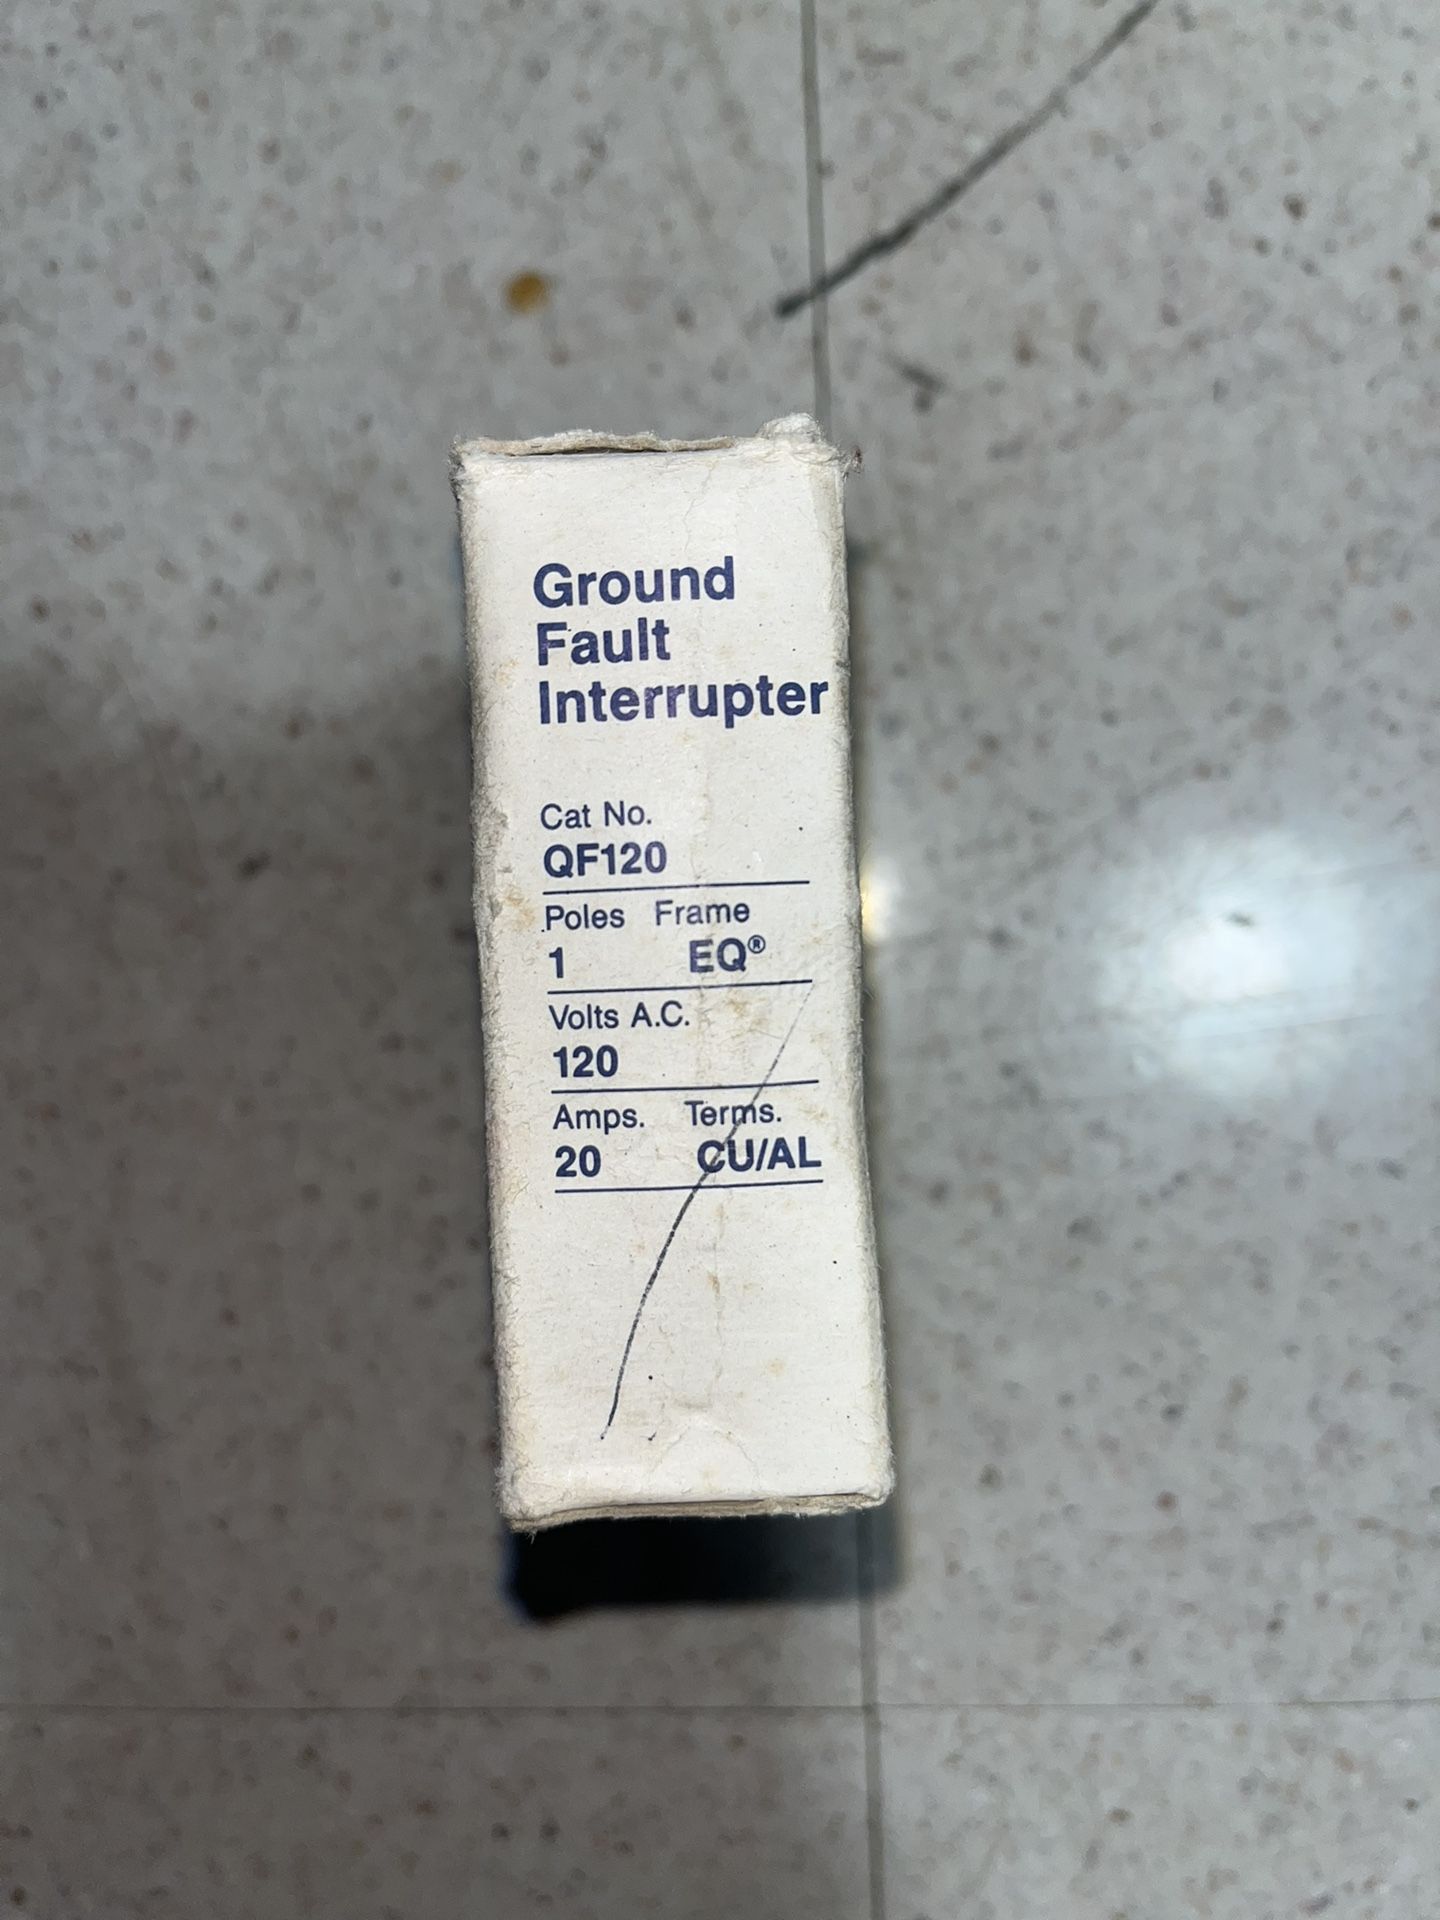 Ground
Fault
Interrupter
Cat No.
QF120
Poles Frame
1 EQ®
Volts A.C.
120
Amps. Terms.
20 CU/AL